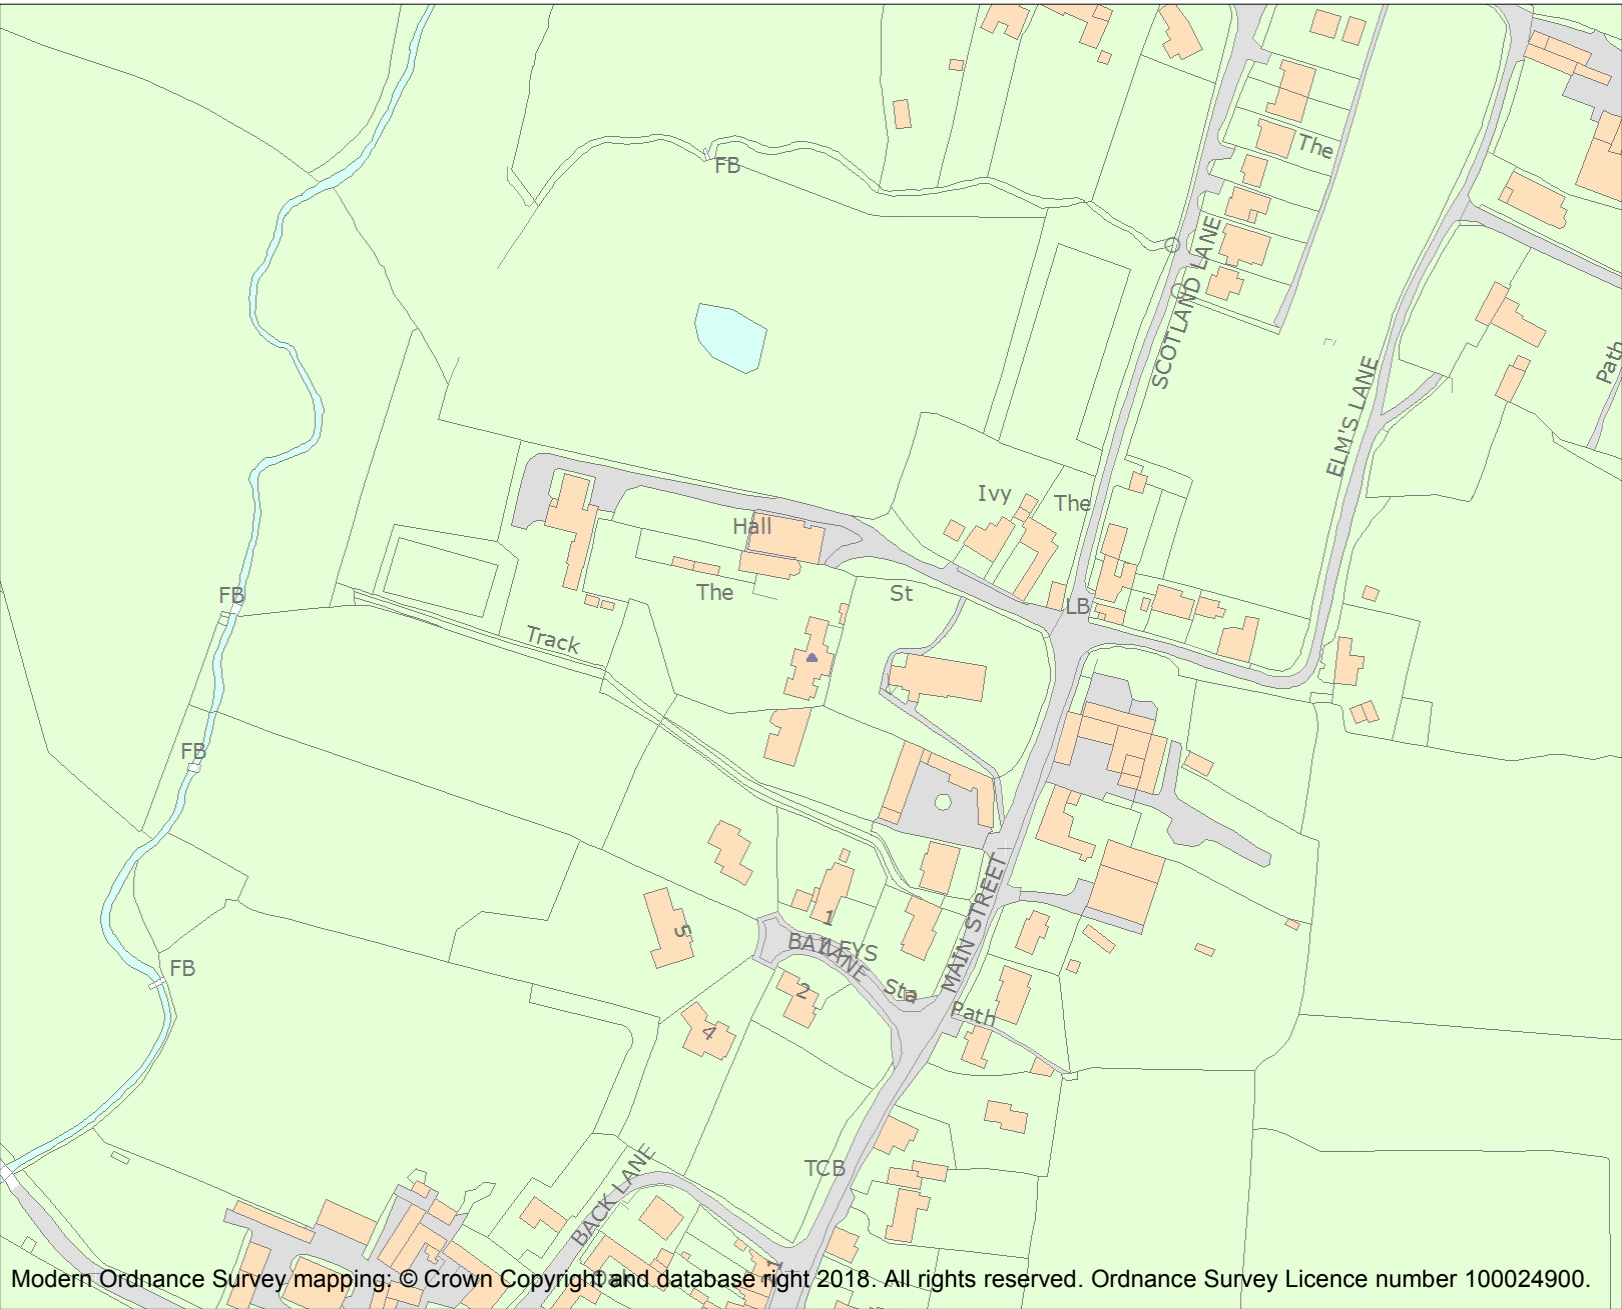 The
FB
SCOTLAND LANE
Path
ELM'S LANE
Ivy
The
Hall
The
St
FB
LB
Track
FB
MAIN STREET
1
5
BAILEYS
LANE
FB
2
Sta
Path
4
TCB
BACK LANE
Modern Ordnance Survey mapping: © Crown Copyright and database right 2018. All rights reserved. Ordnance Survey Licence number 100024900.